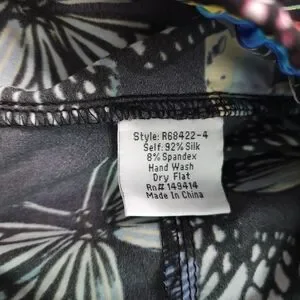 Style: R68422-4
Self: 92% Silk
8% Spandex
Hand Wash
Dry Flat
Rn# 149414
Made In China